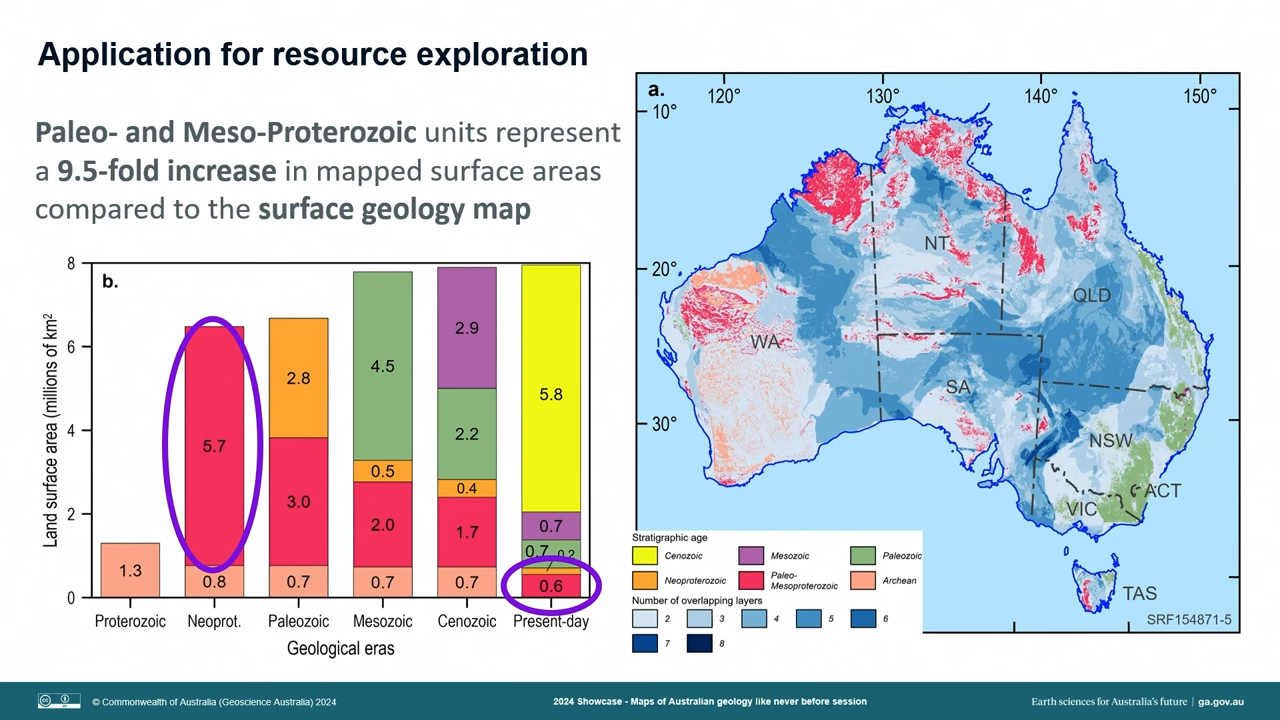 Application for resource exploration
Paleo- and Meso-Proterozoic units represent
a 9.5-fold increase in mapped surface areas
compared to the surface geology map
b.
Land surface area (millions of km²)
8
6
4
2
0
1.3
5.7
0.8
2.8
3.0
0.7
4.5
0.5
2.0
0.7
2.9
2.2
0.4
1.7
0.7
5.8
0.7
0.7
0.2
0.6
Proterozoic
Neoprot.
Paleozoic
Mesozoic
Cenozoic
Present-day
Geological eras
a.
120°
130°
140°
150°
10°
20°
30°
NT
QLD
WA
SA
NSW
ACT
VIC
TAS
SRF154871-5
Stratigraphic age
Cenozoic
Mesozoic
Paleozoic
Neoproterozoic
Paleo-
Mesoproterozoic
Archean
Number of overlapping layers
2
3
4
5
6
7
8
cc
BY
© Commonwealth of Australia (Geoscience Australia) 2024
2024 Showcase - Maps of Australian geology like never before session
Earth sciences for Australia's future | ga.gov.au